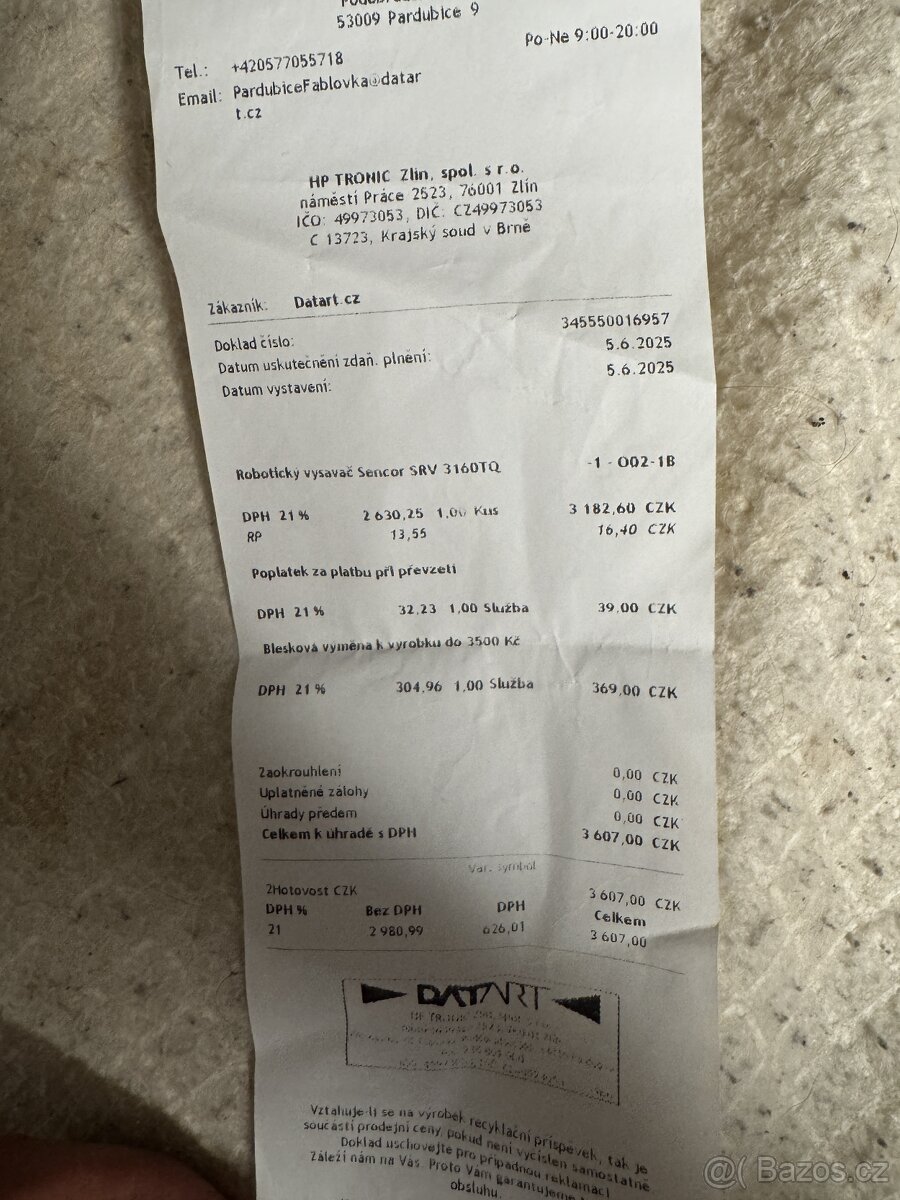 53009 Pardubice 9
Po-Ne 9:00-20:00
Tel.: +420577055718
Email: PardubiceFablovka@datar
t.cz
HP TRONIC Zlín, spol. s r.o.
náměstí Práce 2523, 76001 Zlín
IČO: 49973053, DIČ: CZ49973053
C 13723, Krajský soud v Brně
Zákazník: Datart.cz
Doklad číslo: 345550016957
Datum uskutečnění zdaň. plnění: 5.6.2025
Datum vystavení: 5.6.2025
Robotický vysavač Sencor SRV 3160TQ -1 - 002-1B
DPH 21 % 2 630,25 1,00 Kus 3 182,60 CZK
RP 13,55 16,40 CZK
Poplatek za platbu při převzetí
DPH 21 % 32,23 1,00 Služba 39,00 CZK
Blesková výměna k výrobku do 3500 Kč
DPH 21 % 304,96 1,00 Služba 369,00 CZK
Zaokrouhlení 0,00 CZK
Uplatněné zálohy 0,00 CZK
Úhrady předem 0,00 CZK
Celkem k úhradě s DPH 3 607,00 CZK
Var. symbol
2Hotovost CZK 3 607,00 CZK
DPH % Bez DPH DPH Celkem
21 2 980,99 626,01 3 607,00
DATART
Vztahuje-li se na výrobek recyklační příspěvek, tak je
součástí prodejní ceny, pokud není vyčíslen samostatně
Doklad uschovejte pro případnou reklamaci
Záleží nám na Vás. Proto Vám garantujeme
obsluhu.
@( Bazos.cz